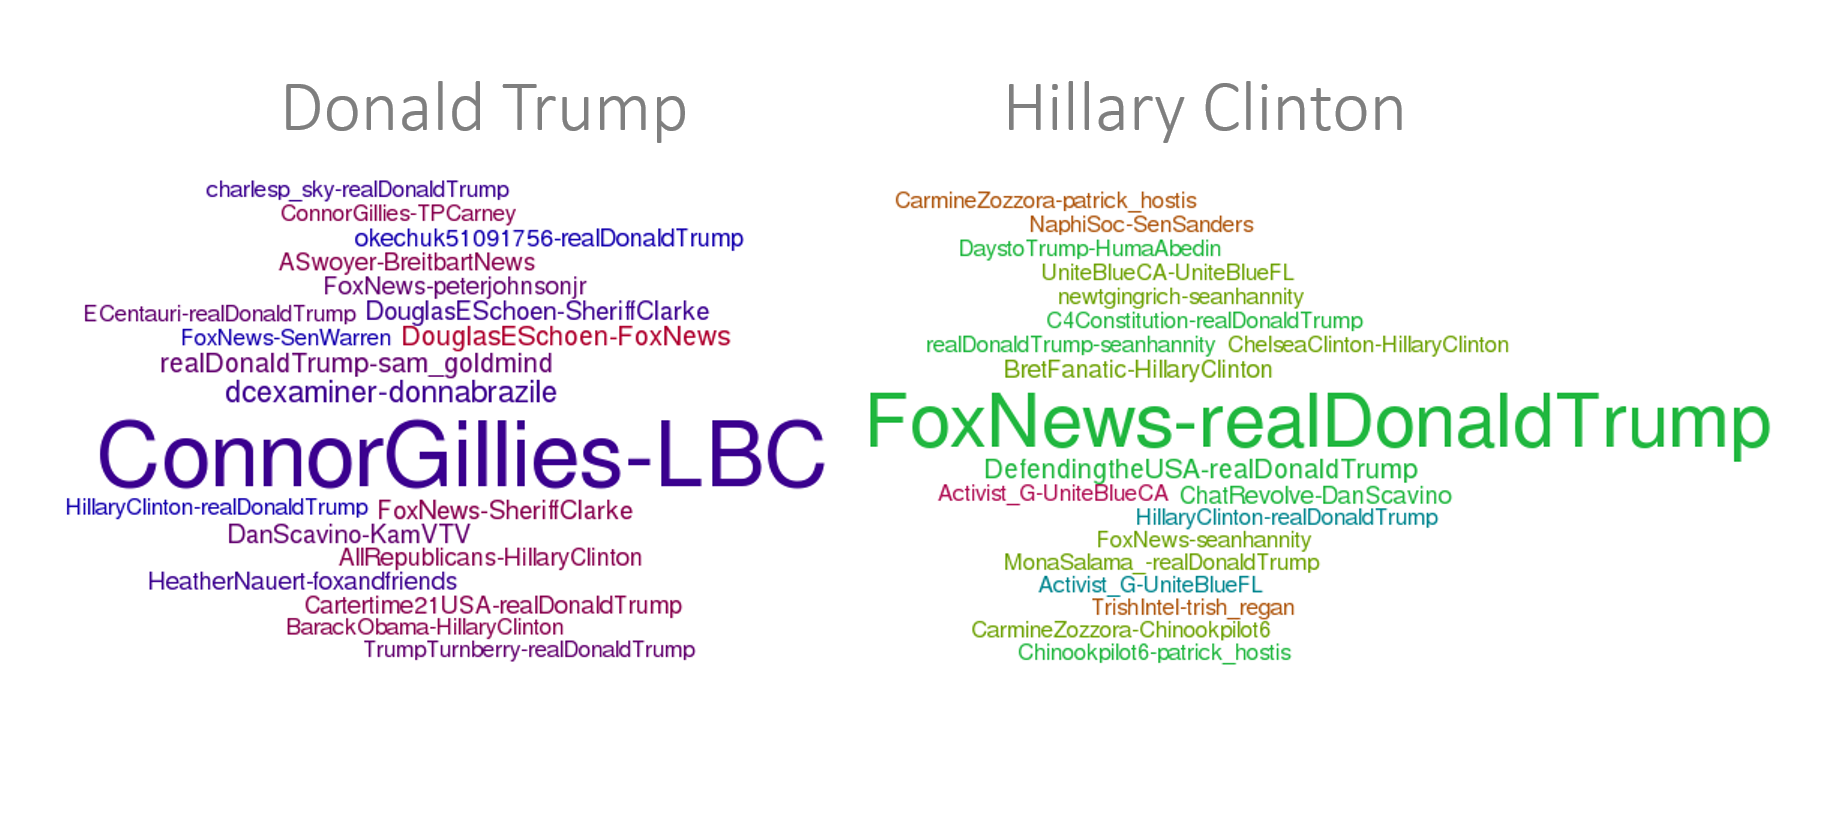 Donald Trump
charlesp_sky-realDonaldTrump
ConnorGillies-TPCarney
okechuk51091756-realDonaldTrump
ASwoyer-BreitbartNews
FoxNews-peterjohnsonjr
ECentauri-realDonaldTrump DouglasESchoen-SheriffClarke
FoxNews-SenWarren DouglasESchoen-FoxNews
realDonaldTrump-sam_goldmind
dcexaminer-donnabrazile
ConnorGillies-LBC
HillaryClinton-realDonaldTrump FoxNews-SheriffClarke
DanScavino-KamVTV
AllRepublicans-HillaryClinton
HeatherNauert-foxandfriends
Cartertime21USA-realDonaldTrump
BarackObama-HillaryClinton
TrumpTurnberry-realDonaldTrump
Hillary Clinton
CarmineZozzora-patrick_hostis
NaphiSoc-SenSanders
DaystoTrump-HumaAbedin
UniteBlueCA-UniteBlueFL
newtgingrich-seanhannity
C4Constitution-realDonaldTrump
realDonaldTrump-seanhannity ChelseaClinton-HillaryClinton
BretFanatic-HillaryClinton
FoxNews-realDonaldTrump
DefendingtheUSA-realDonaldTrump
Activist_G-UniteBlueCA ChatRevolve-DanScavino
HillaryClinton-realDonaldTrump
FoxNews-seanhannity
MonaSalama_-realDonaldTrump
Activist_G-UniteBlueFL
TrishIntel-trish_regan
CarmineZozzora-Chinookpilot6
Chinookpilot6-patrick_hostis